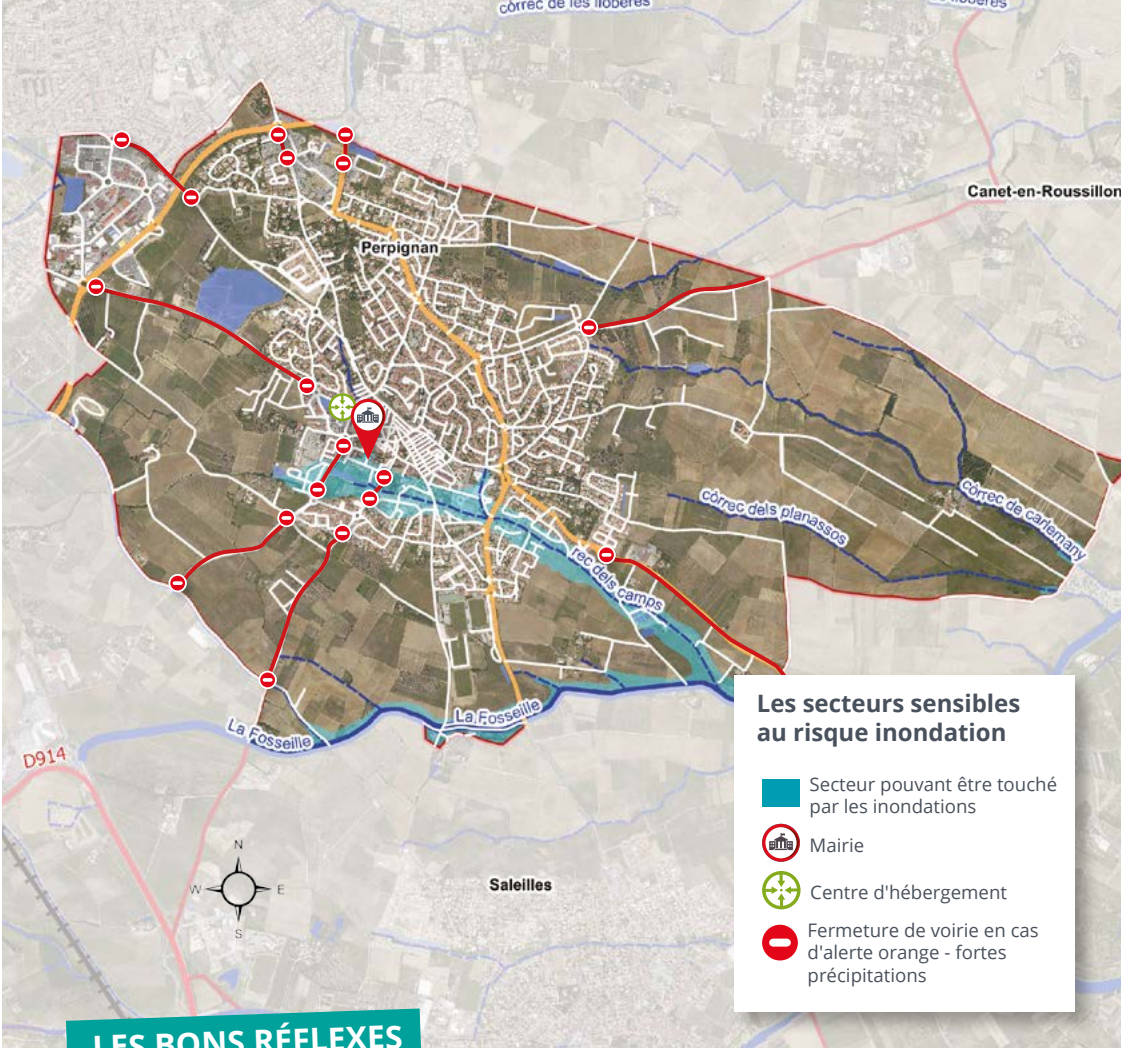 còrrec de les llobères
llobères
Canet-en-Roussillon
Perpignan
còrrec dels planassos
còrrec de carlemany
rec dels camps
La Fosseille
La Fosseille
D914
N
W
E
S
Saleilles
Les secteurs sensibles
au risque inondation
Secteur pouvant être touché
par les inondations
Mairie
Centre d'hébergement
Fermeture de voirie en cas
d'alerte orange - fortes
précipitations
LES BONS RÉFLEXES